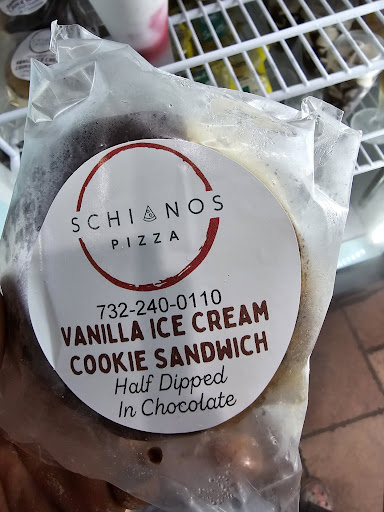 SCHIANOS
PIZZA
732-240-0110
VANILLA ICE CREAM
COOKIE SANDWICH
Half Dipped
In Chocolate